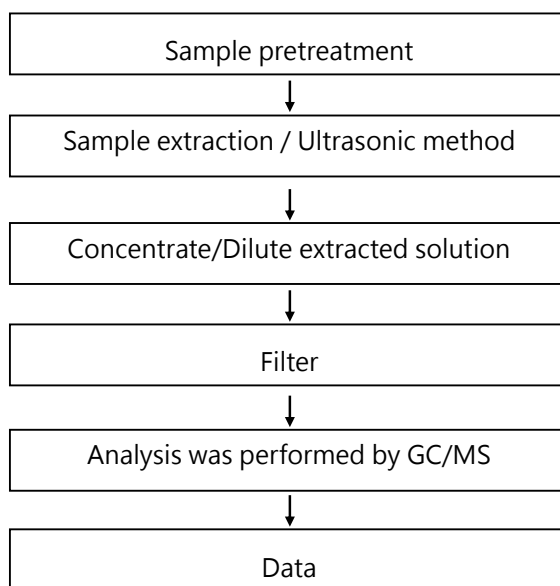 Sample pretreatment
Sample extraction / Ultrasonic method
Concentrate/Dilute extracted solution
Filter
Analysis was performed by GC/MS
Data